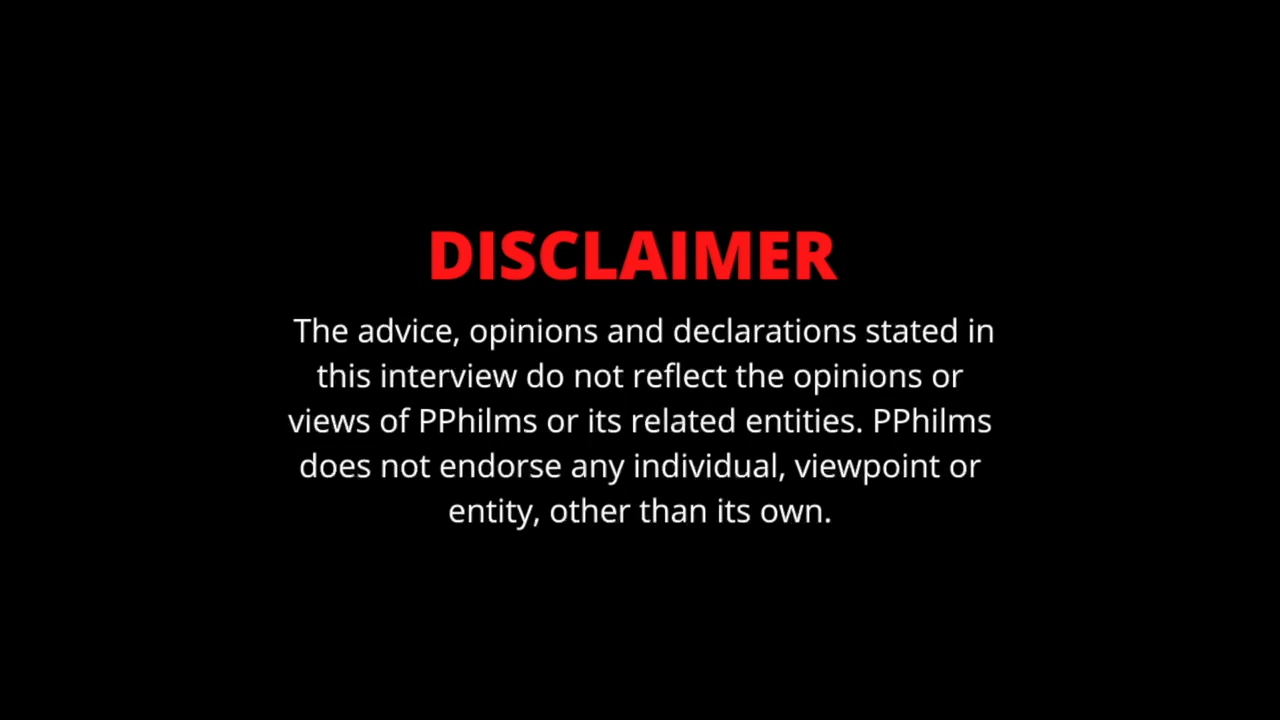 DISCLAIMER
The advice, opinions and declarations stated in
this interview do not reflect the opinions or
views of PPhilms or its related entities. PPhilms
does not endorse any individual, viewpoint or
entity, other than its own.